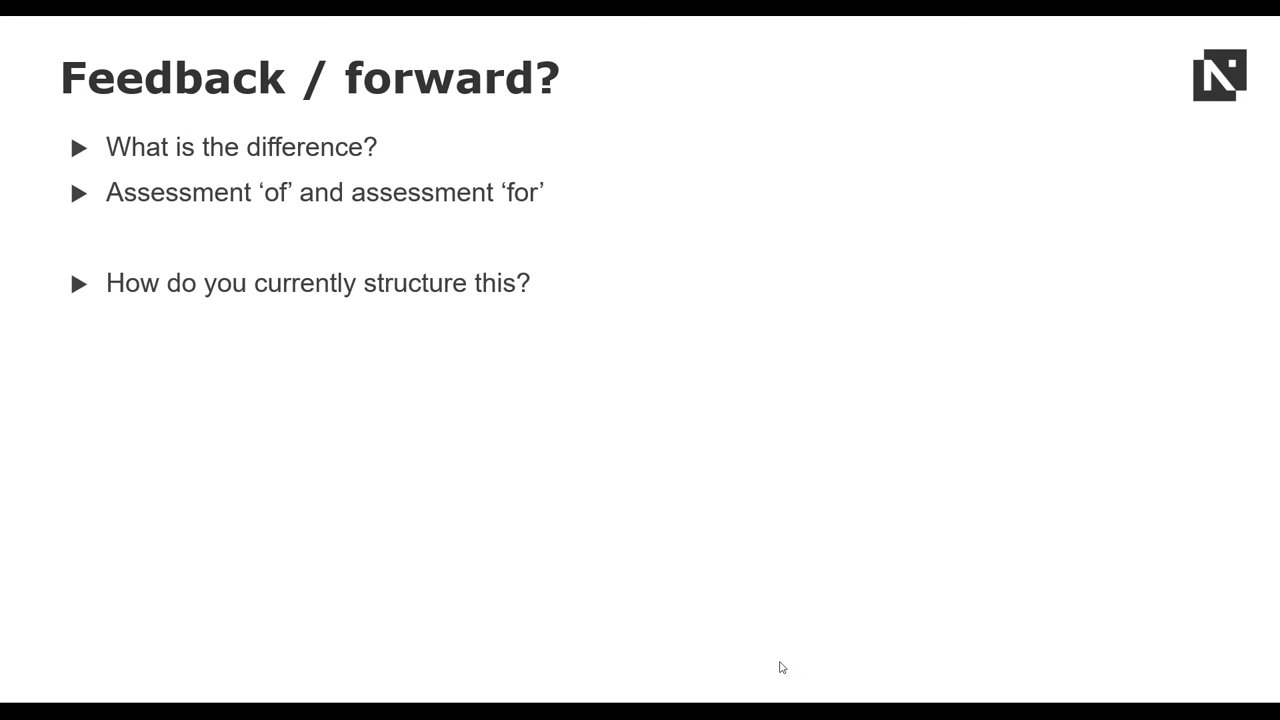 Feedback / forward?
What is the difference?
Assessment ‘of’ and assessment ‘for’
How do you currently structure this?